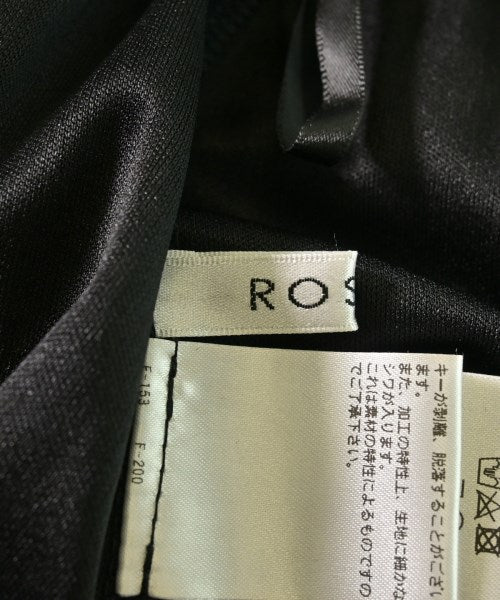 ROS
キーが剥離、脱落することがござい
ます。
また、加工の特性上、生地に細かな
シワが入ります。
これは素材の特性によるものですの
でご了承下さい。
F-153
F-200